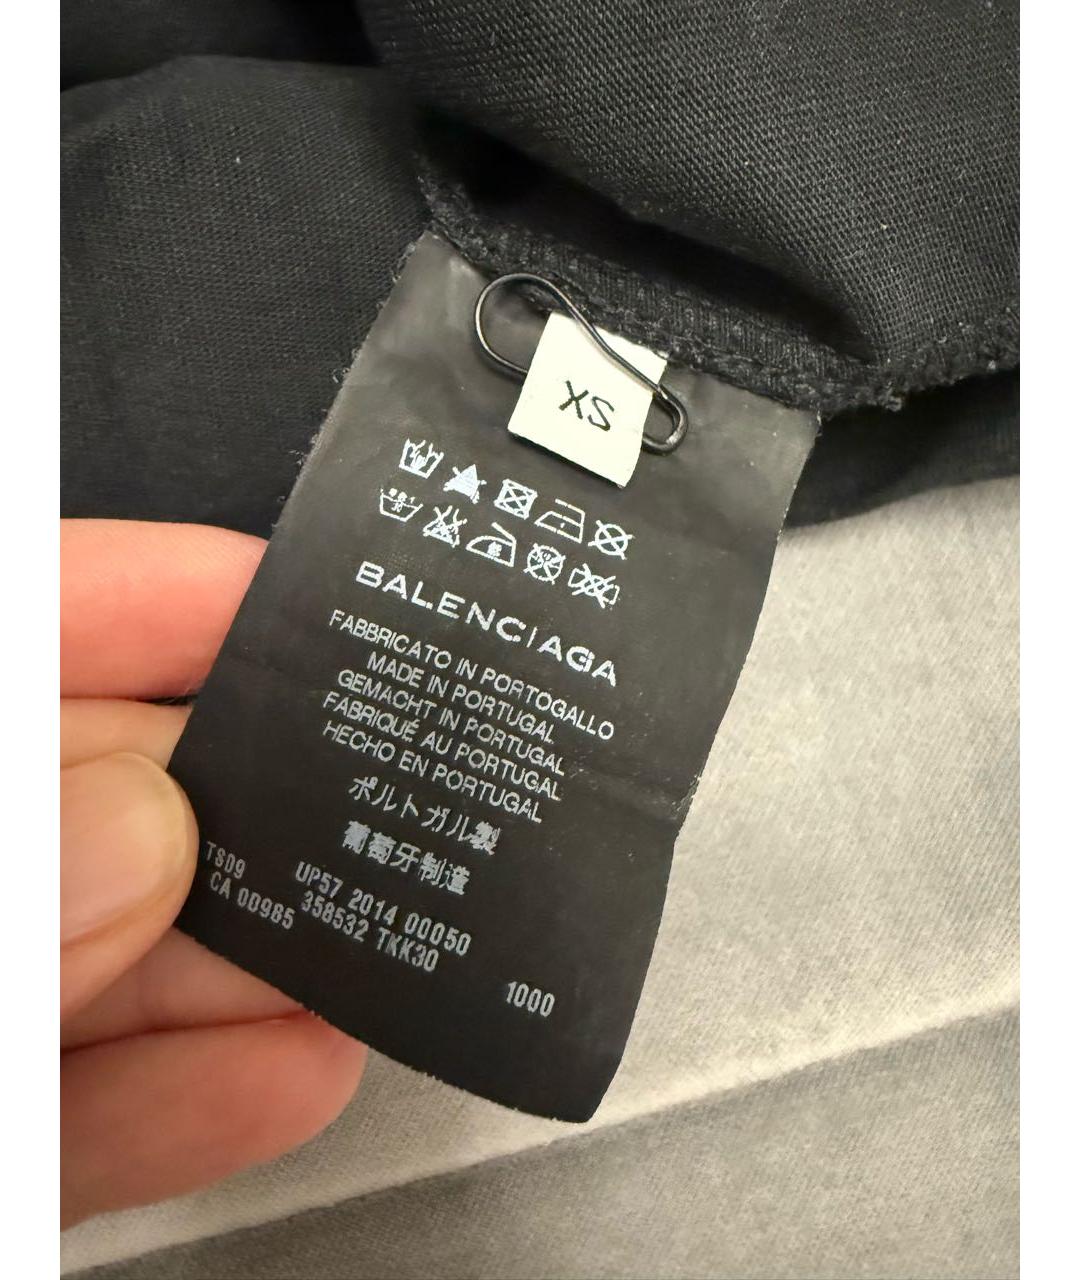 XS
BALENCIAGA
FABBRICATO IN PORTOGALLO
MADE IN PORTUGAL
GEMACHT IN PORTUGAL
FABRIQUÉ AU PORTUGAL
HECHO EN PORTUGAL
ポルトガル製
葡萄牙制造
TS09 UP57 2014 00050
CA 00985 358532 TKK30
1000